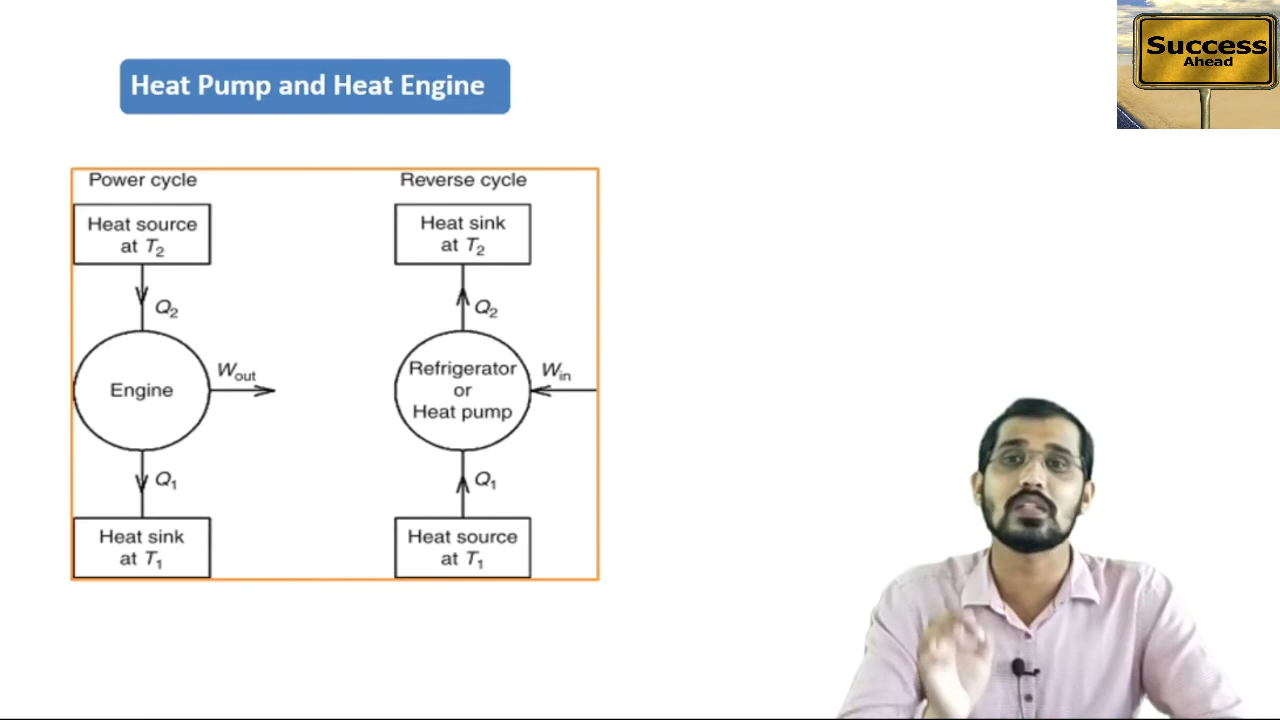 Success
Ahead
Heat Pump and Heat Engine
Power cycle
Heat source
at T2
Q2
Engine
Wout
Q1
Heat sink
at T1
Reverse cycle
Heat sink
at T2
Q2
Refrigerator
or
Heat pump
Win
Q1
Heat source
at T1